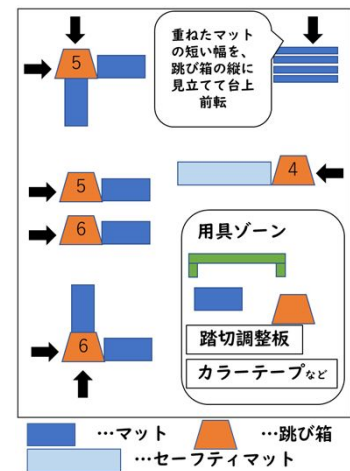 重ねたマット
の短い幅を、
跳び箱の縦に
見立てて台上
前転
5
5
4
6
用具ゾーン
6
踏切調整板
カラーテープなど
…マット
…跳び箱
…セーフティマット